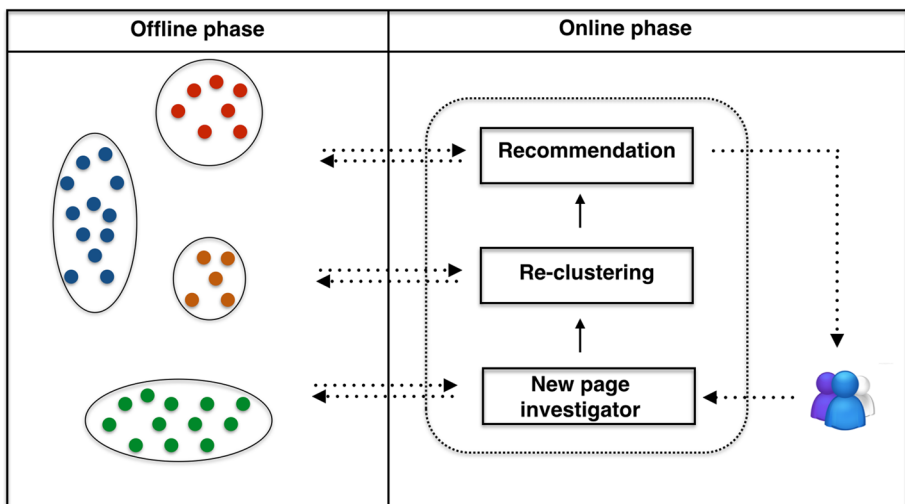 Offline phase
Online phase
Recommendation
Re-clustering
New page
investigator